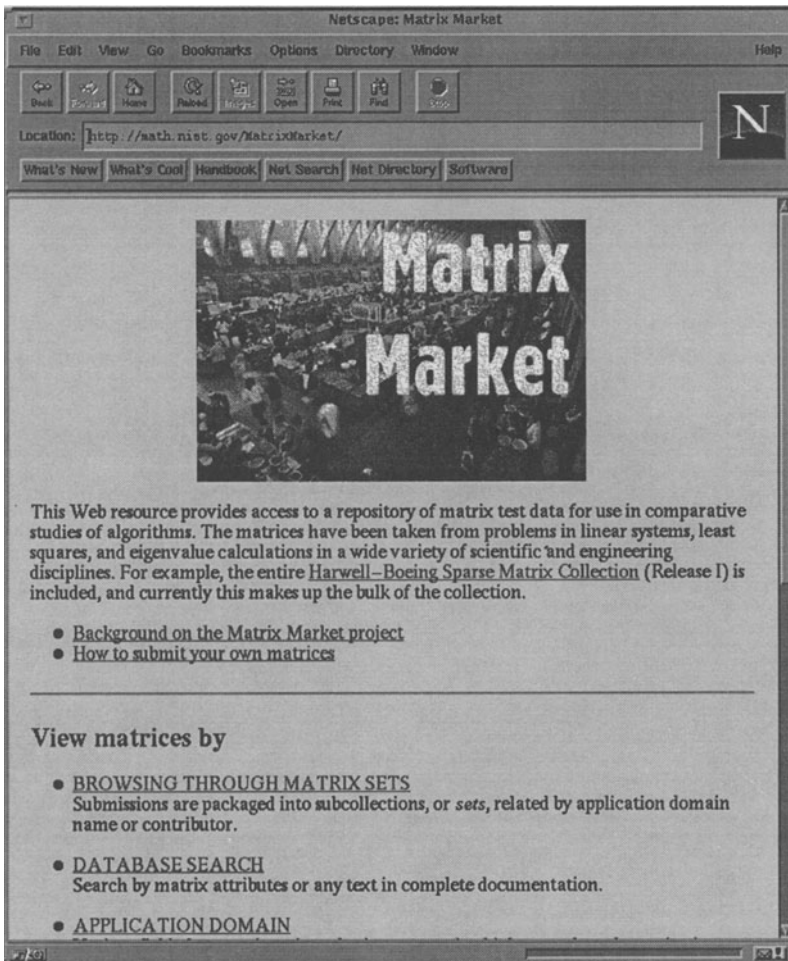 Netscape: Matrix Market
File Edit View Go Bookmarks Options Directory Window Help
Back Forward Home Reload Images Open Print Find Stop
Location: http://math.nist.gov/MatrixMarket/
N
What's New What's Cool Handbook Net Search Net Directory Software
Matrix
Market
This Web resource provides access to a repository of matrix test data for use in comparative
studies of algorithms. The matrices have been taken from problems in linear systems, least
squares, and eigenvalue calculations in a wide variety of scientific and engineering
disciplines. For example, the entire Harwell-Boeing Sparse Matrix Collection (Release I) is
included, and currently this makes up the bulk of the collection.
● Background on the Matrix Market project
● How to submit your own matrices
View matrices by
● BROWSING THROUGH MATRIX SETS
Submissions are packaged into subcollections, or sets, related by application domain
name or contributor.
● DATABASE SEARCH
Search by matrix attributes or any text in complete documentation.
● APPLICATION DOMAIN